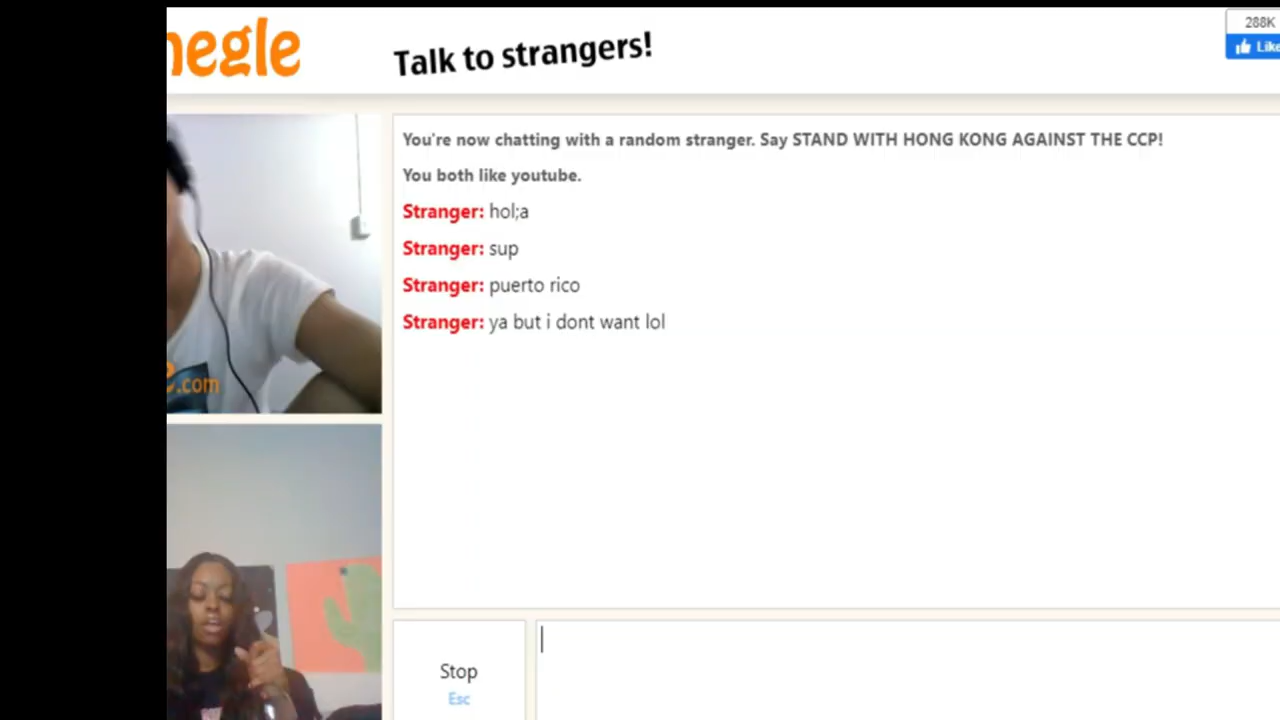 negle
Talk to strangers!
288K
Like
You're now chatting with a random stranger. Say STAND WITH HONG KONG AGAINST THE CCP!
You both like youtube.
Stranger: hol;a
Stranger: sup
Stranger: puerto rico
Stranger: ya but i dont want lol
.com
Stop
Esc